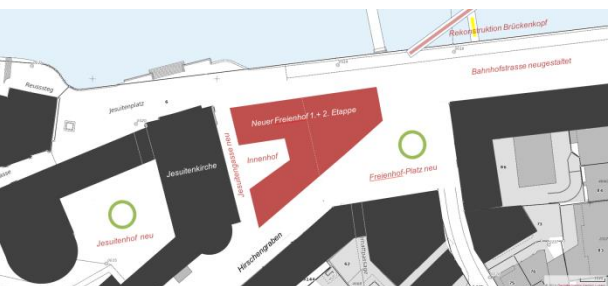 Rekonstruktion Brückenkopf
Bahnhofstrasse neugestaltet
Reusssteg
Jesuitenplatz
Neuer Freienhof 1.+ 2. Etappe
Jesuitengasse neu
Innenhof
Jesuitenkirche
Freienhof-Platz neu
Jesuitenhof neu
Hirschengraben